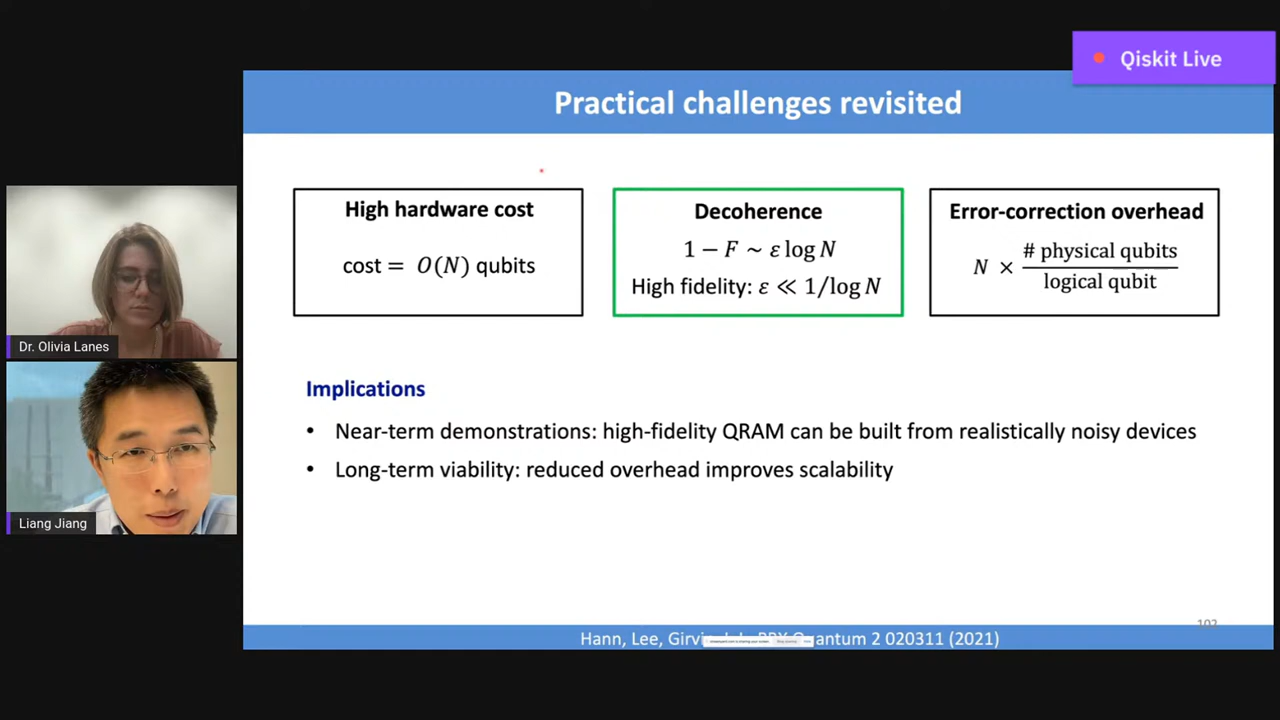 Qiskit Live
Practical challenges revisited
High hardware cost
cost = O(N) qubits
Decoherence
1 − F ~ ε log N
High fidelity: ε ≪ 1/log N
Error-correction overhead
N × # physical qubits / logical qubit
Dr. Olivia Lanes
Liang Jiang
Implications
• Near-term demonstrations: high-fidelity QRAM can be built from realistically noisy devices
• Long-term viability: reduced overhead improves scalability
102
Hann, Lee, Quantum 2 020311 (2021)